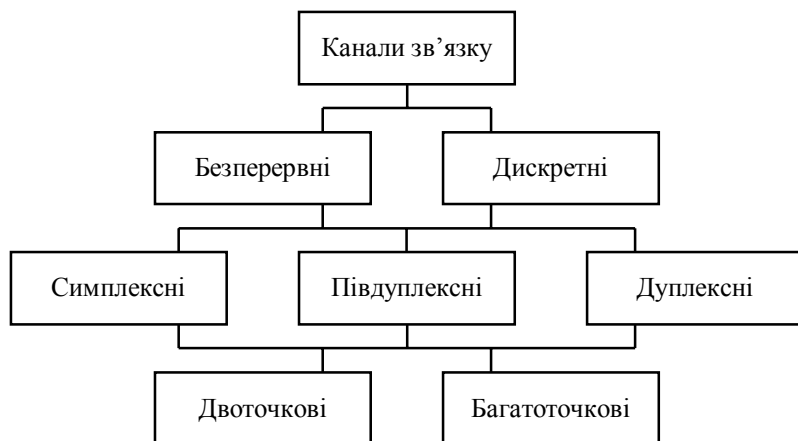 Канали зв’язку
Безперервні
Дискретні
Симплексні
Півдуплексні
Дуплексні
Двоточкові
Багатоточкові